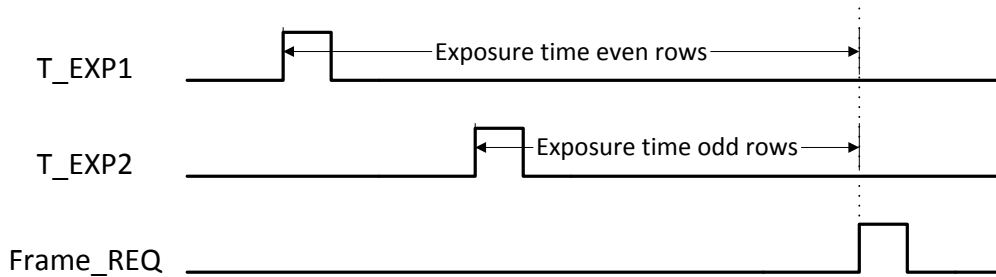 Exposure time even rows
T_EXP1
Exposure time odd rows
T_EXP2
Frame_REQ